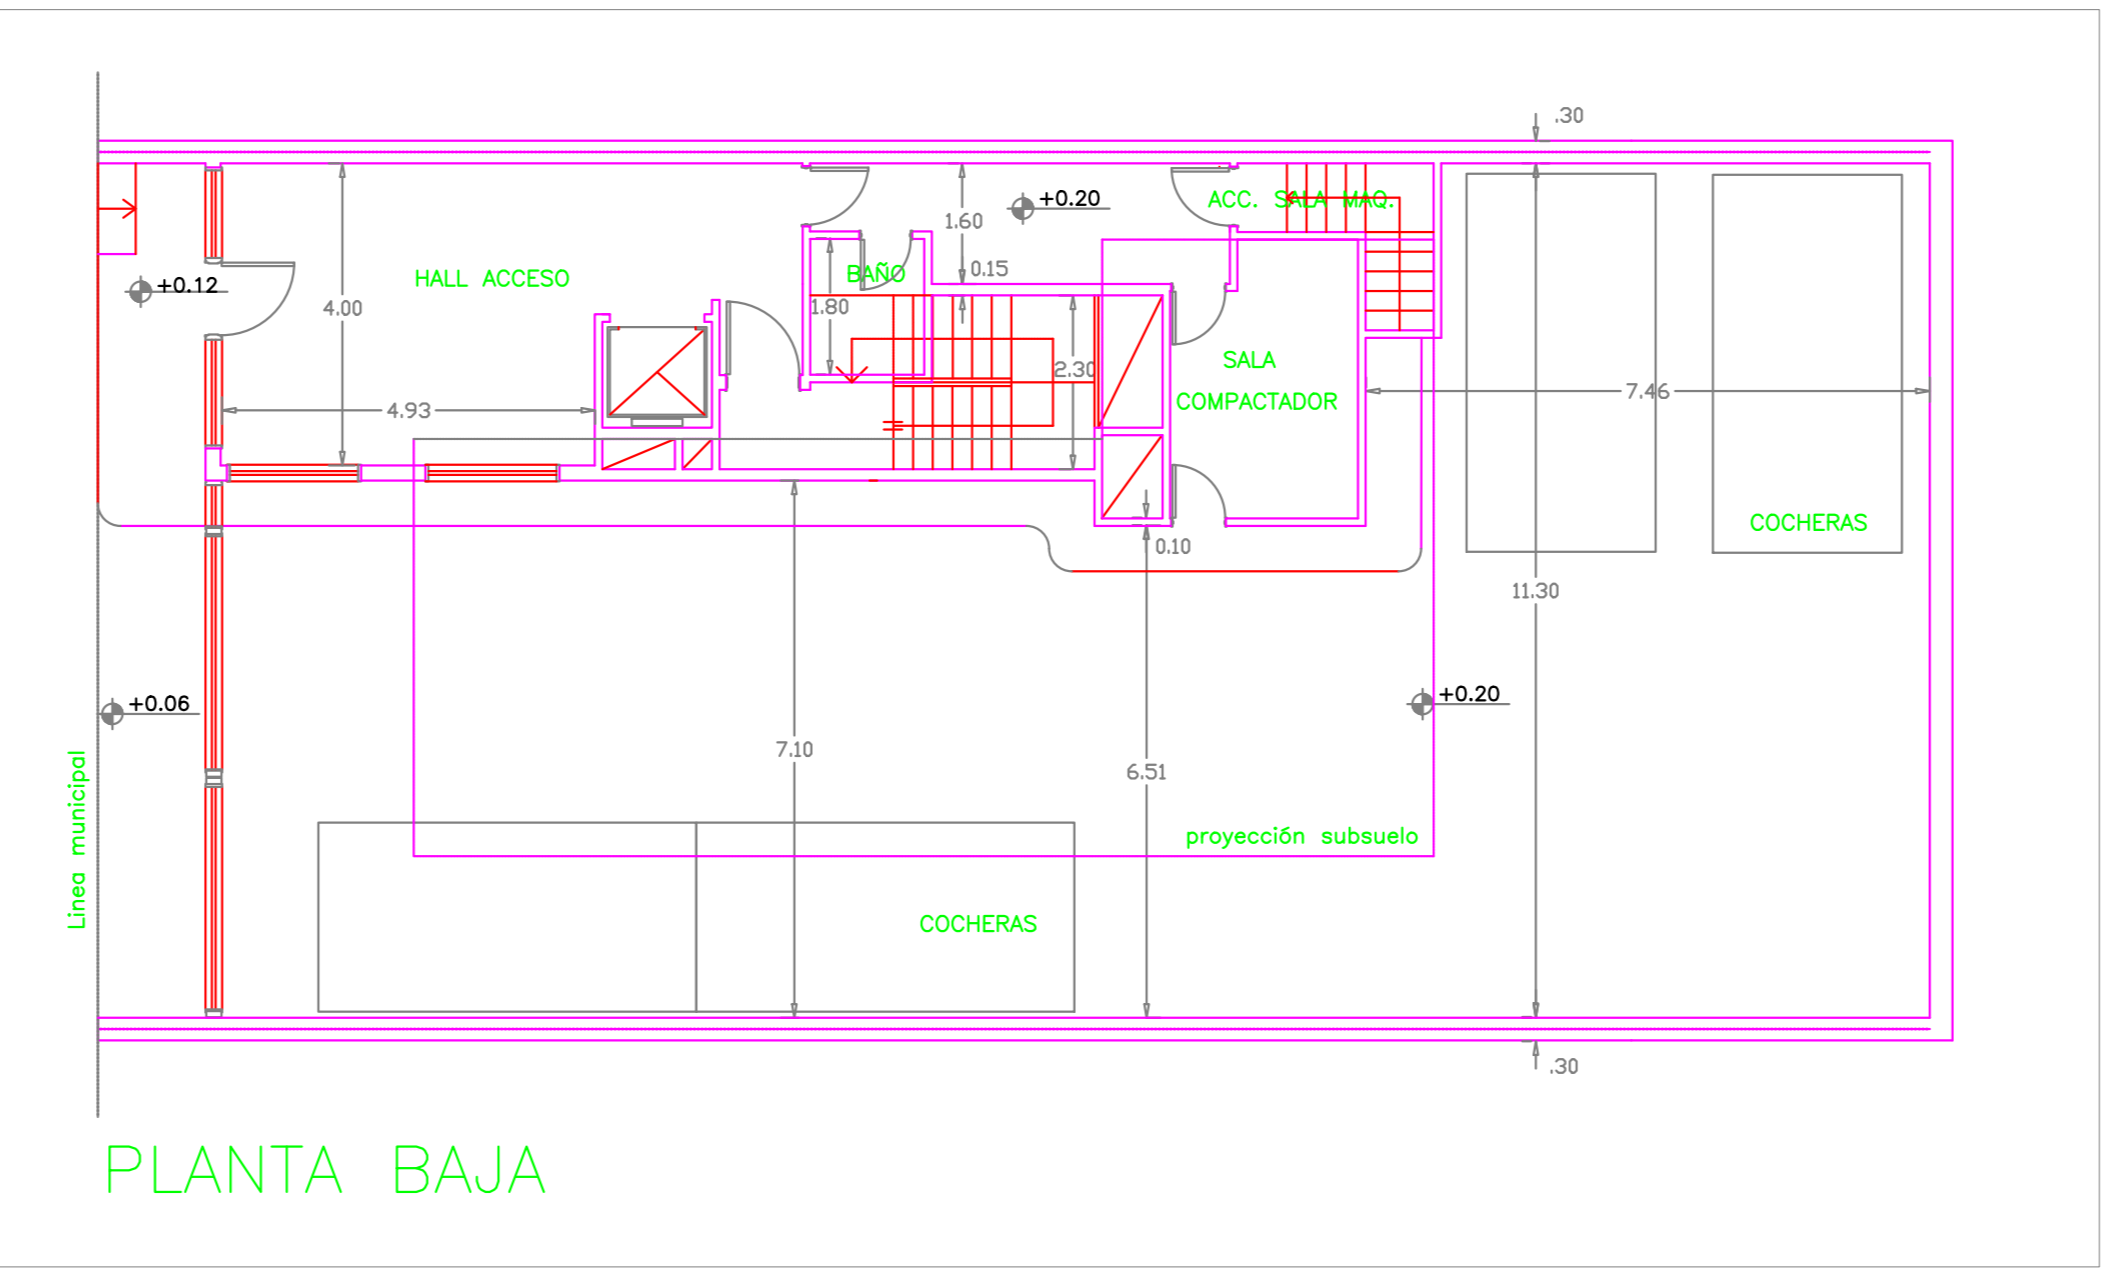 .30
ACC. SALA MAQ.
+0.20
1.60
+0.12
HALL ACCESO
BAÑO
0.15
4.00
1.80
SALA
COMPACTADOR
2.30
7.46
4.93
COCHERAS
0.10
11.30
+0.06
+0.20
7.10
6.51
Linea municipal
proyección subsuelo
COCHERAS
.30
PLANTA BAJA